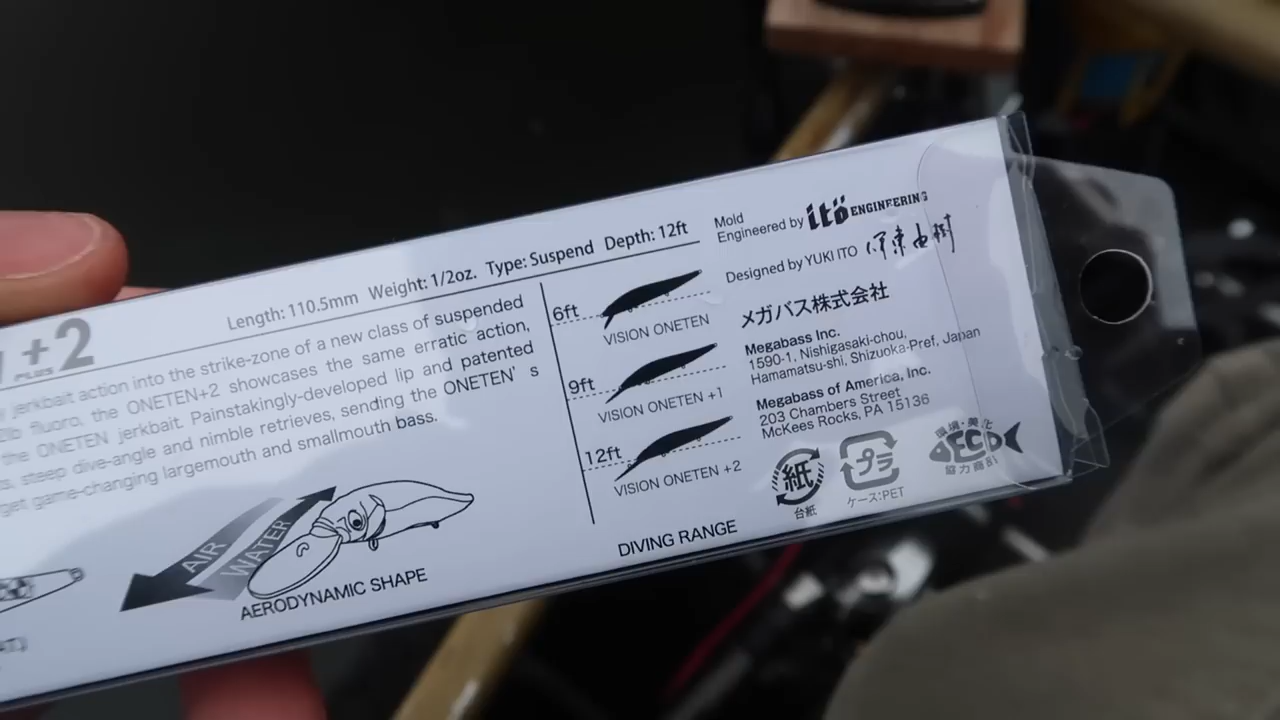 +2
PLUS
Length: 110.5mm Weight: 1/2oz. Type: Suspend Depth: 12ft
jerkbait action into the strike-zone of a new class of suspended
fluoro, the ONETEN+2 showcases the same erratic action,
the ONETEN jerkbait. Painstakingly-developed lip and patented
steep dive-angle and nimble retrieves, sending the ONETEN's
get game-changing largemouth and smallmouth bass.
AIR
WATER
AERODYNAMIC SHAPE
6ft
VISION ONETEN
9ft
VISION ONETEN +1
12ft
VISION ONETEN +2
DIVING RANGE
Mold
Engineered by itö ENGINEERING
Designed by YUKI ITO 伊東由樹
メガバス株式会社
Megabass Inc.
1590-1, Nishigasaki-chou,
Hamamatsu-shi, Shizuoka-Pref, Japan
Megabass of America, Inc.
203 Chambers Street
McKees Rocks, PA 15136
紙
台紙
プラ
ケース:PET
環境・美化
ECO
協力商品